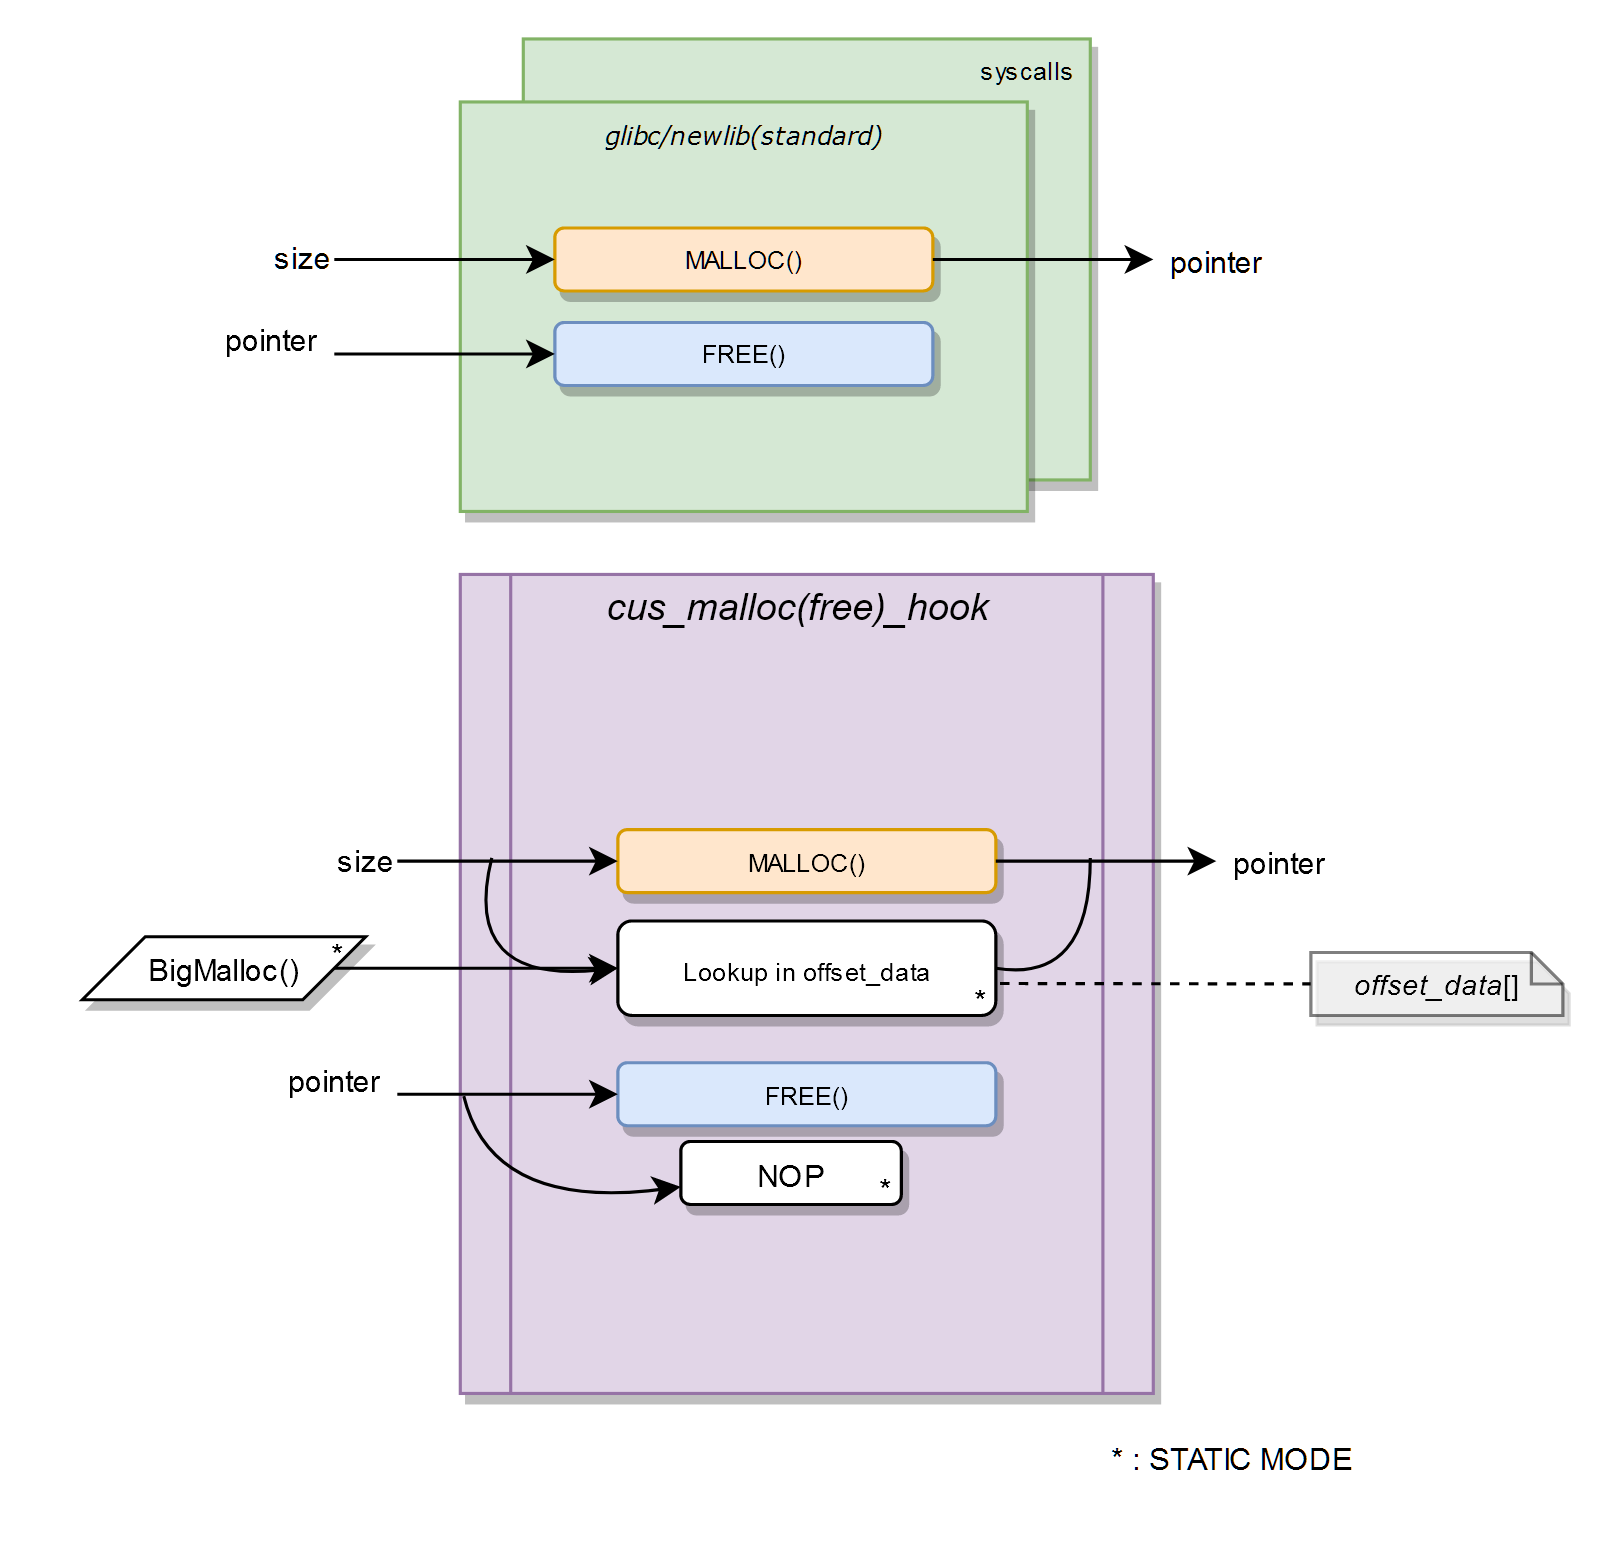 syscalls
glibc/newlib(standard)
size
MALLOC()
pointer
pointer
FREE()
cus_malloc(free)_hook
size
MALLOC()
pointer
BigMalloc()
*
Lookup in offset_data
*
offset_data[]
pointer
FREE()
NOP
*
* : STATIC MODE